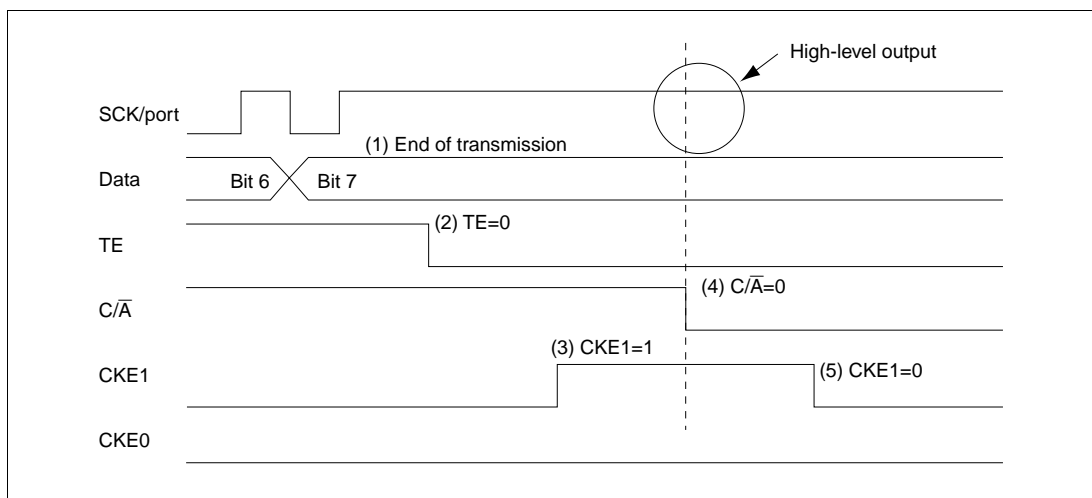 High-level output
SCK/port
(1) End of transmission
Data
Bit 6
Bit 7
(2) TE=0
TE
(4) C/A̅=0
C/A̅
(3) CKE1=1
CKE1
(5) CKE1=0
CKE0